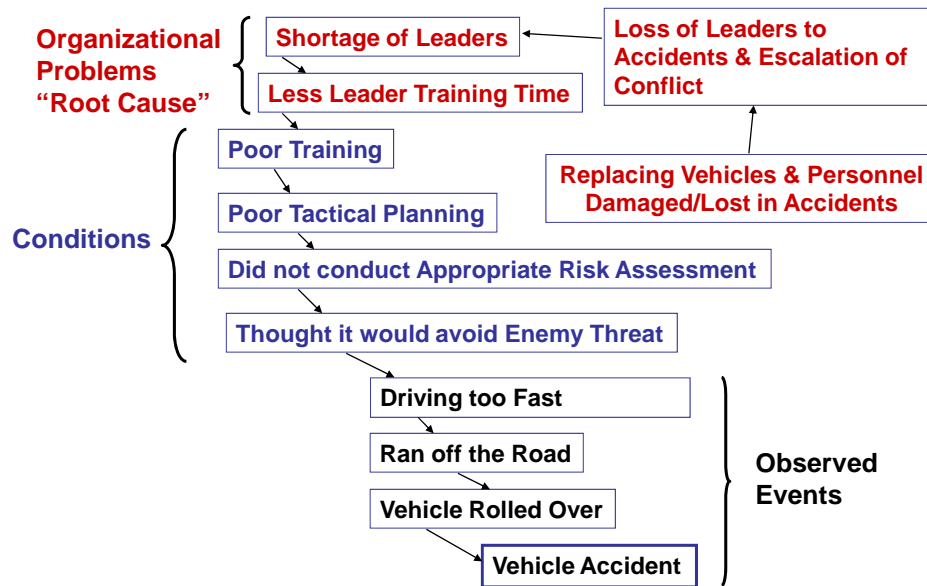 Organizational
Problems
“Root Cause”
Shortage of Leaders
Less Leader Training Time
Loss of Leaders to
Accidents & Escalation of
Conflict
Replacing Vehicles & Personnel
Damaged/Lost in Accidents
Conditions
Poor Training
Poor Tactical Planning
Did not conduct Appropriate Risk Assessment
Thought it would avoid Enemy Threat
Driving too Fast
Ran off the Road
Vehicle Rolled Over
Vehicle Accident
Observed
Events